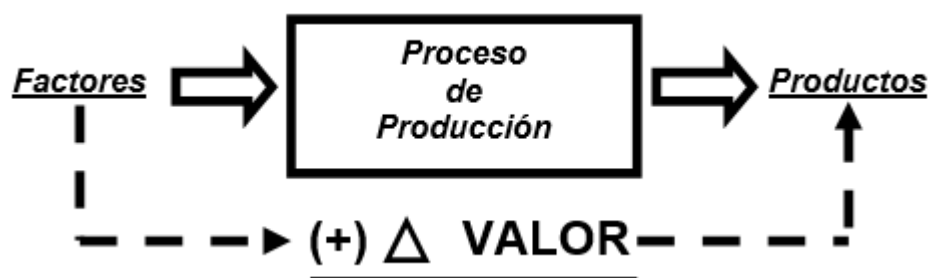 Factores
Proceso
de
Producción
Productos
(+) △ VALOR